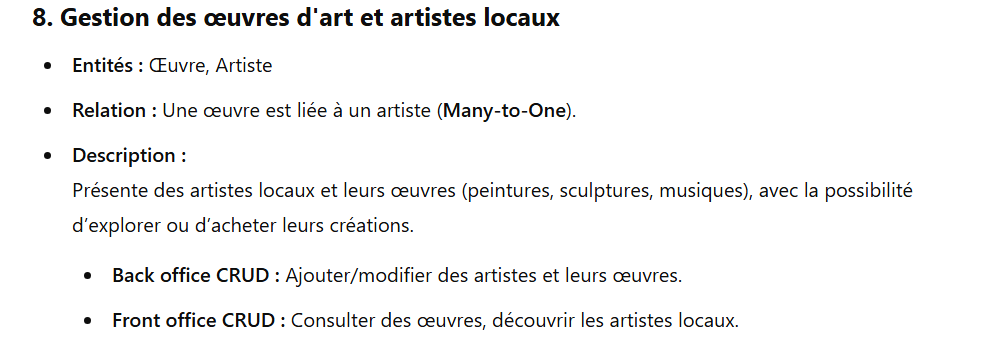 8. Gestion des œuvres d'art et artistes locaux
• Entités : Œuvre, Artiste
• Relation : Une œuvre est liée à un artiste (Many-to-One).
• Description :
Présente des artistes locaux et leurs œuvres (peintures, sculptures, musiques), avec la possibilité
d’explorer ou d’acheter leurs créations.
• Back office CRUD : Ajouter/modifier des artistes et leurs œuvres.
• Front office CRUD : Consulter des œuvres, découvrir les artistes locaux.